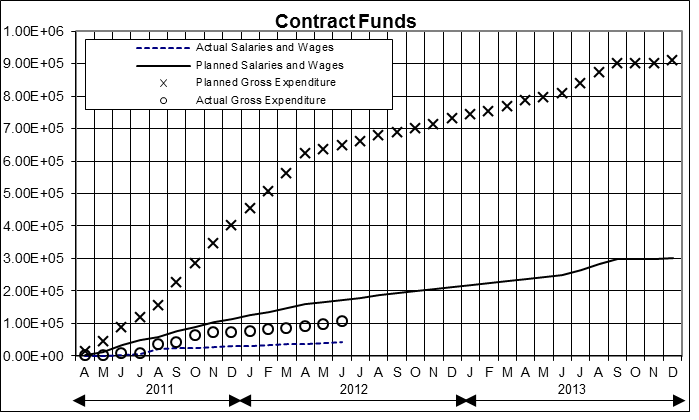 Contract Funds
1.00E+06
9.00E+05
8.00E+05
7.00E+05
6.00E+05
5.00E+05
4.00E+05
3.00E+05
2.00E+05
1.00E+05
0.00E+00
Actual Salaries and Wages
Planned Salaries and Wages
Planned Gross Expenditure
Actual Gross Expenditure
A M J J A S O N D J F M A M J J A S O N D J F M A M J J A S O N D
2011 2012 2013